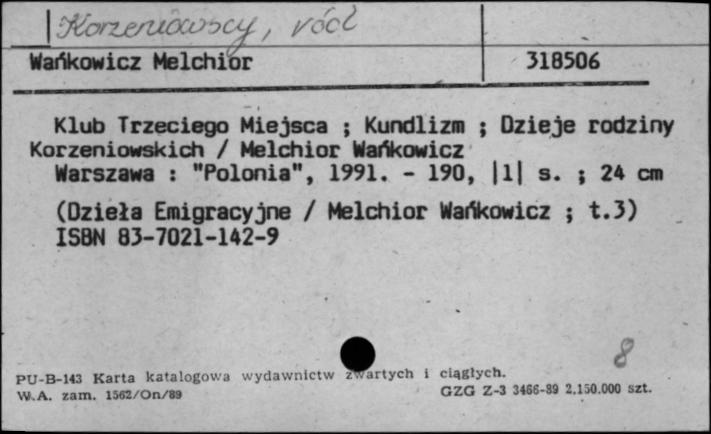 Korzeniowscy, ród
Wańkowicz Melchior 318506
Klub Trzeciego Miejsca ; Kundlizm ; Dzieje rodziny
Korzeniowskich / Melchior Wańkowicz
Warszawa : "Polonia", 1991. - 190, |1| s. ; 24 cm
(Dzieła Emigracyjne / Melchior Wańkowicz ; t.3)
ISBN 83-7021-142-9
8
PU-B-143 Karta katalogowa wydawnictw zwartych i ciągłych.
W.A. zam. 1562/On/89 GZG Z-3 3466-89 2.150.000 szt.